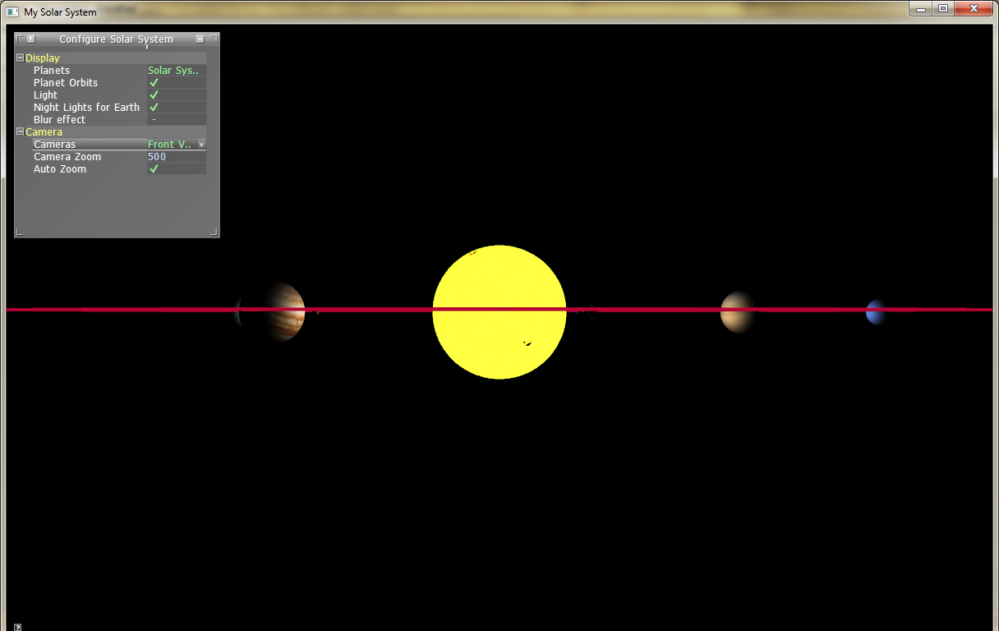 My Solar System
Configure Solar System
Display
Planets Solar Sys..
Planet Orbits
Light
Night Lights for Earth
Blur effect -
Camera
Cameras Front V..
Camera Zoom 500
Auto Zoom